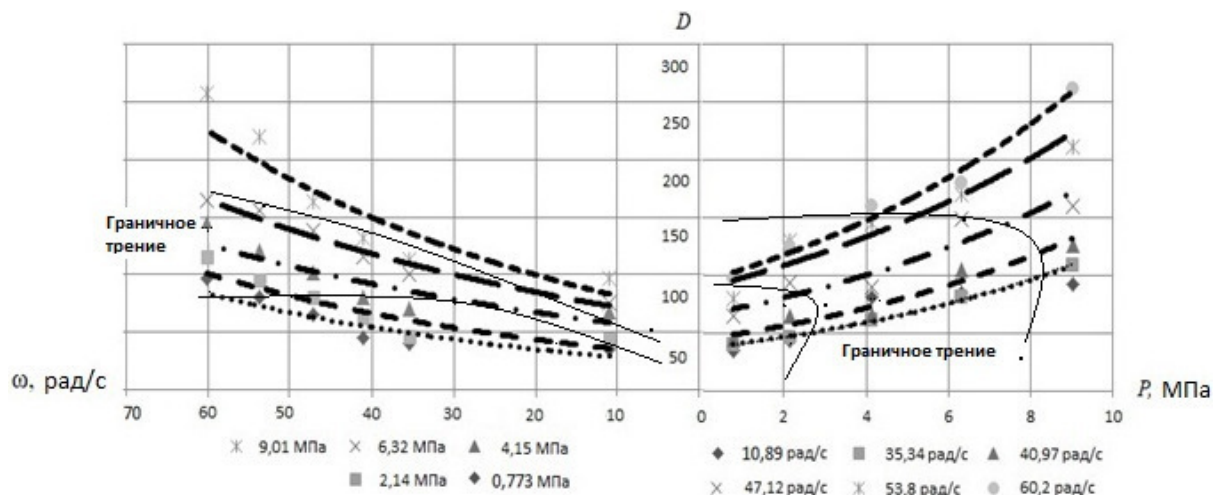 D
300
250
200
150
100
50
Граничное
трение
Граничное трение
ω, рад/с
P, МПа
70 60 50 40 30 20 10
0 2 4 6 8 10
9,01 МПа 6,32 МПа 4,15 МПа
2,14 МПа 0,773 МПа
10,89 рад/с 35,34 рад/с 40,97 рад/с
47,12 рад/с 53,8 рад/с 60,2 рад/с